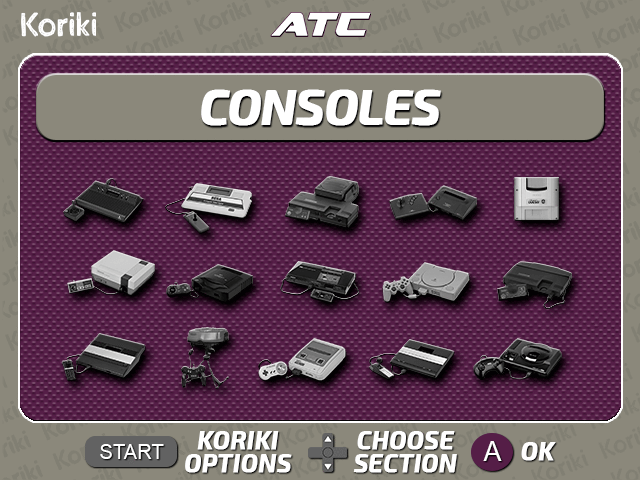 Koriki
ATC
CONSOLES
START
KORIKI
OPTIONS
CHOOSE
SECTION
A
OK